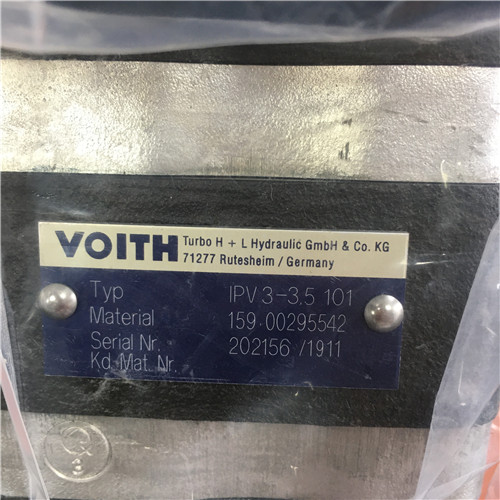 VOITH
Turbo H + L Hydraulic GmbH & Co. KG
71277 Rutesheim / Germany
Typ IPV 3-3.5 101
Material 159.00295542
Serial Nr. 202156 /1911
Kd.-Mat. Nr.